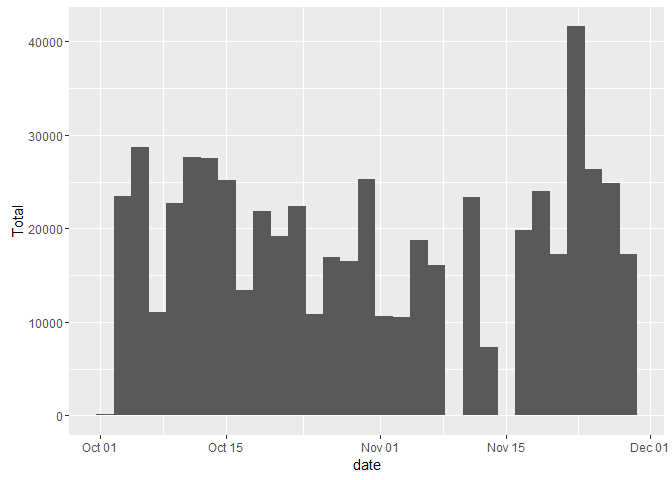 Total
40000
30000
20000
10000
0
Oct 01
Oct 15
Nov 01
Nov 15
Dec 01
date